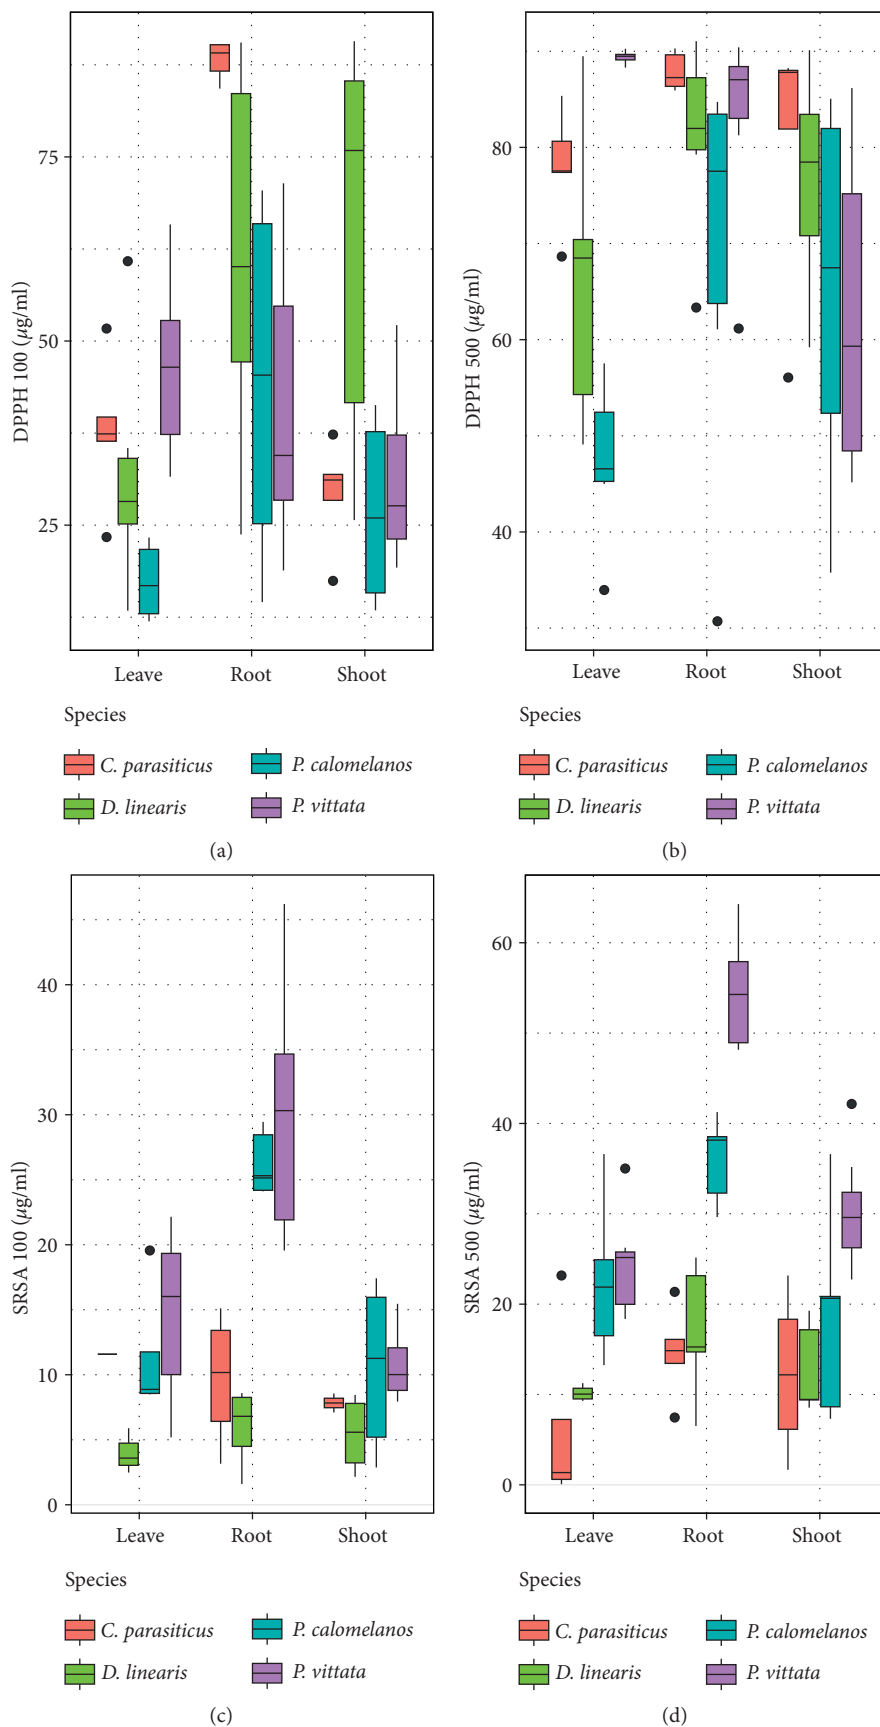 DPPH 100 (μg/ml)
75
50
25
Leave Root Shoot
Species
C. parasiticus P. calomelanos
D. linearis P. vittata
(a)
DPPH 500 (μg/ml)
80
60
40
Leave Root Shoot
Species
C. parasiticus P. calomelanos
D. linearis P. vittata
(b)
SRSA 100 (μg/ml)
40
30
20
10
0
Leave Root Shoot
Species
C. parasiticus P. calomelanos
D. linearis P. vittata
(c)
SRSA 500 (μg/ml)
60
40
20
0
Leave Root Shoot
Species
C. parasiticus P. calomelanos
D. linearis P. vittata
(d)